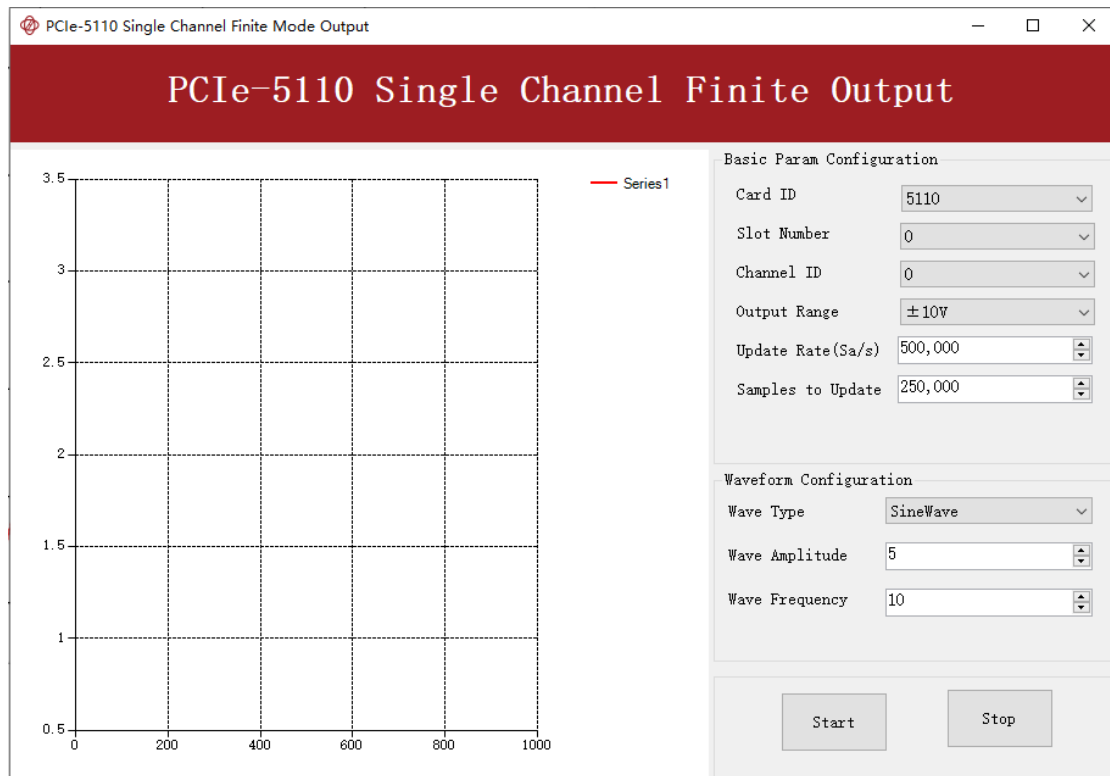 PCIe-5110 Single Channel Finite Mode Output
PCIe-5110 Single Channel Finite Output
3.5
3
2.5
2
1.5
1
0.5
0
200
400
600
800
1000
Series1
Basic Param Configuration
Card ID
5110
Slot Number
0
Channel ID
0
Output Range
±10V
Update Rate(Sa/s)
500,000
Samples to Update
250,000
Waveform Configuration
Wave Type
SineWave
Wave Amplitude
5
Wave Frequency
10
Start
Stop